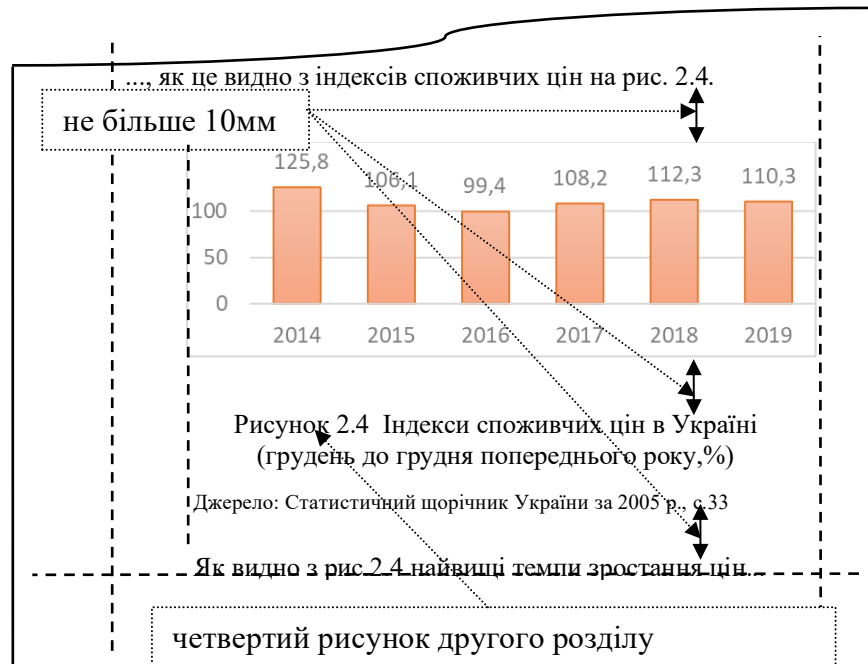 ..., як це видно з індексів споживчих цін на рис. 2.4.
не більше 10мм
125,8 106,1 99,4 108,2 112,3 110,3
100
50
0
2014 2015 2016 2017 2018 2019
Рисунок 2.4 Індекси споживчих цін в Україні
(грудень до грудня попереднього року,%)
Джерело: Статистичний щорічник України за 2005 р., с.33
Як видно з рис.2.4 найвищі темпи зростання цін...
четвертий рисунок другого розділу